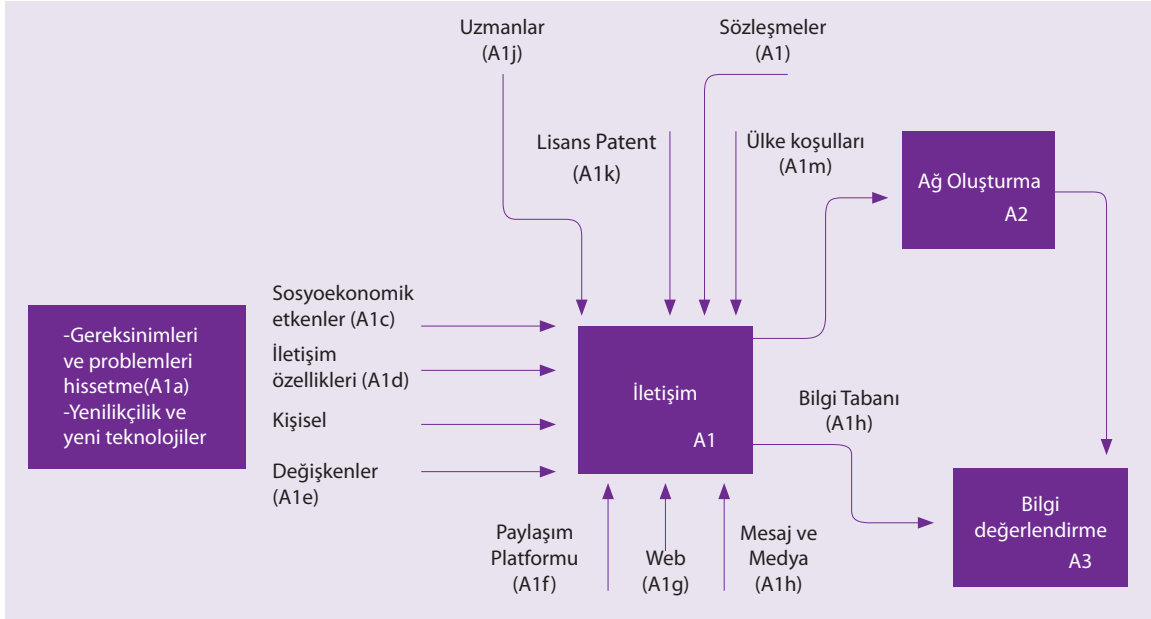 Uzmanlar
(A1j)
Sözleşmeler
(A1)
Lisans Patent
(A1k)
Ülke koşulları
(A1m)
Ağ Oluşturma
A2
Sosyoekonomik
etkenler (A1c)
İletişim
özellikleri (A1d)
Kişisel
Değişkenler
(A1e)
-Gereksinimleri
ve problemleri
hissetme(A1a)
-Yenilikçilik ve
yeni teknolojiler
İletişim
A1
Bilgi Tabanı
(A1h)
Bilgi
değerlendirme
A3
Paylaşım
Platformu
(A1f)
Web
(A1g)
Mesaj ve
Medya
(A1h)